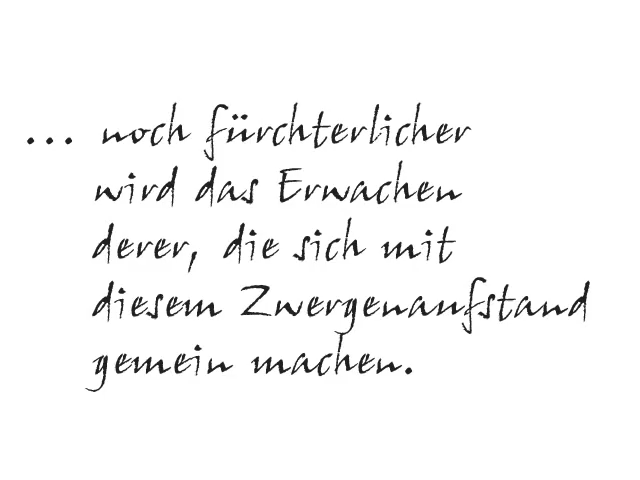 ... noch fürchterlicher
wird das Erwachen
derer, die sich mit
diesem Zwergenaufstand
gemein machen.